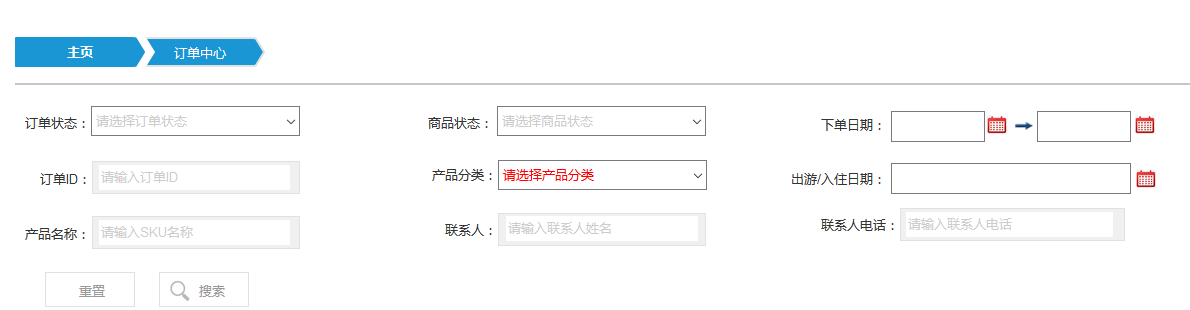 主页 订单中心
订单状态： 请选择订单状态 商品状态： 请选择商品状态 下单日期：
订单ID： 请输入订单ID 产品分类： 请选择产品分类 出游/入住日期：
产品名称： 请输入SKU名称 联系人： 请输入联系人姓名 联系人电话： 请输入联系人电话
重置 搜索